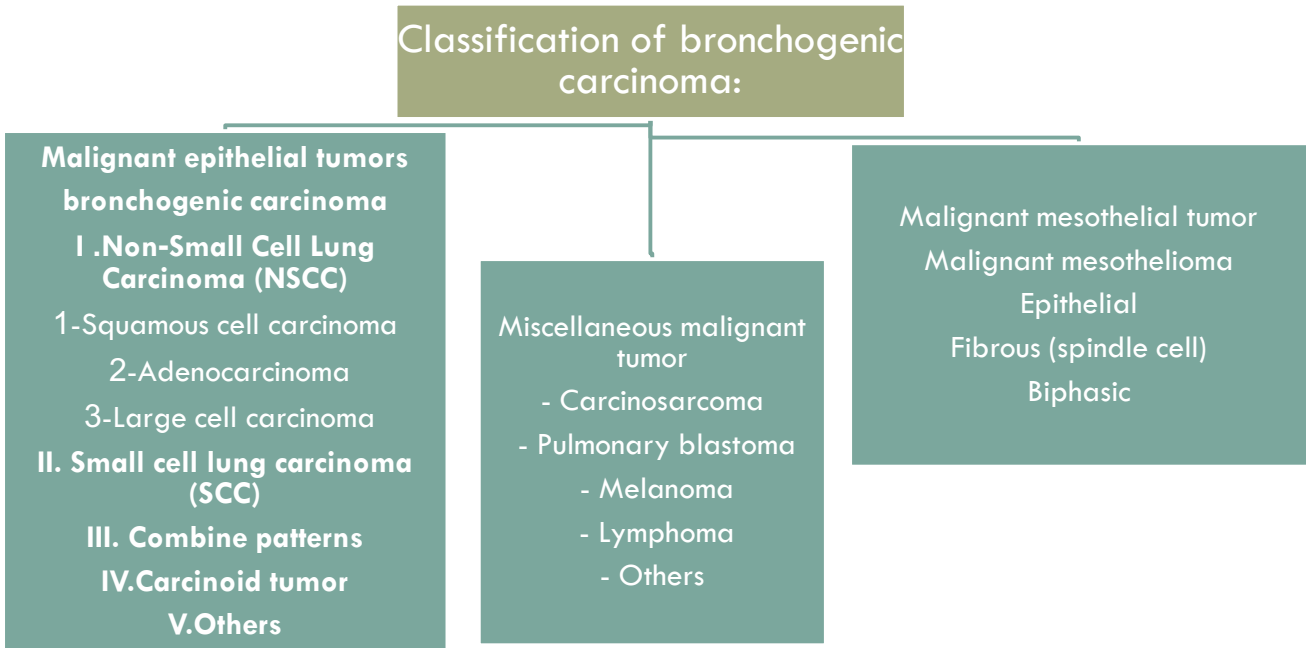 Classification of bronchogenic
carcinoma:
Malignant epithelial tumors
bronchogenic carcinoma
I .Non-Small Cell Lung
Carcinoma (NSCC)
1-Squamous cell carcinoma
2-Adenocarcinoma
3-Large cell carcinoma
II. Small cell lung carcinoma
(SCC)
III. Combine patterns
IV.Carcinoid tumor
V.Others
Miscellaneous malignant
tumor
- Carcinosarcoma
- Pulmonary blastoma
- Melanoma
- Lymphoma
- Others
Malignant mesothelial tumor
Malignant mesothelioma
Epithelial
Fibrous (spindle cell)
Biphasic